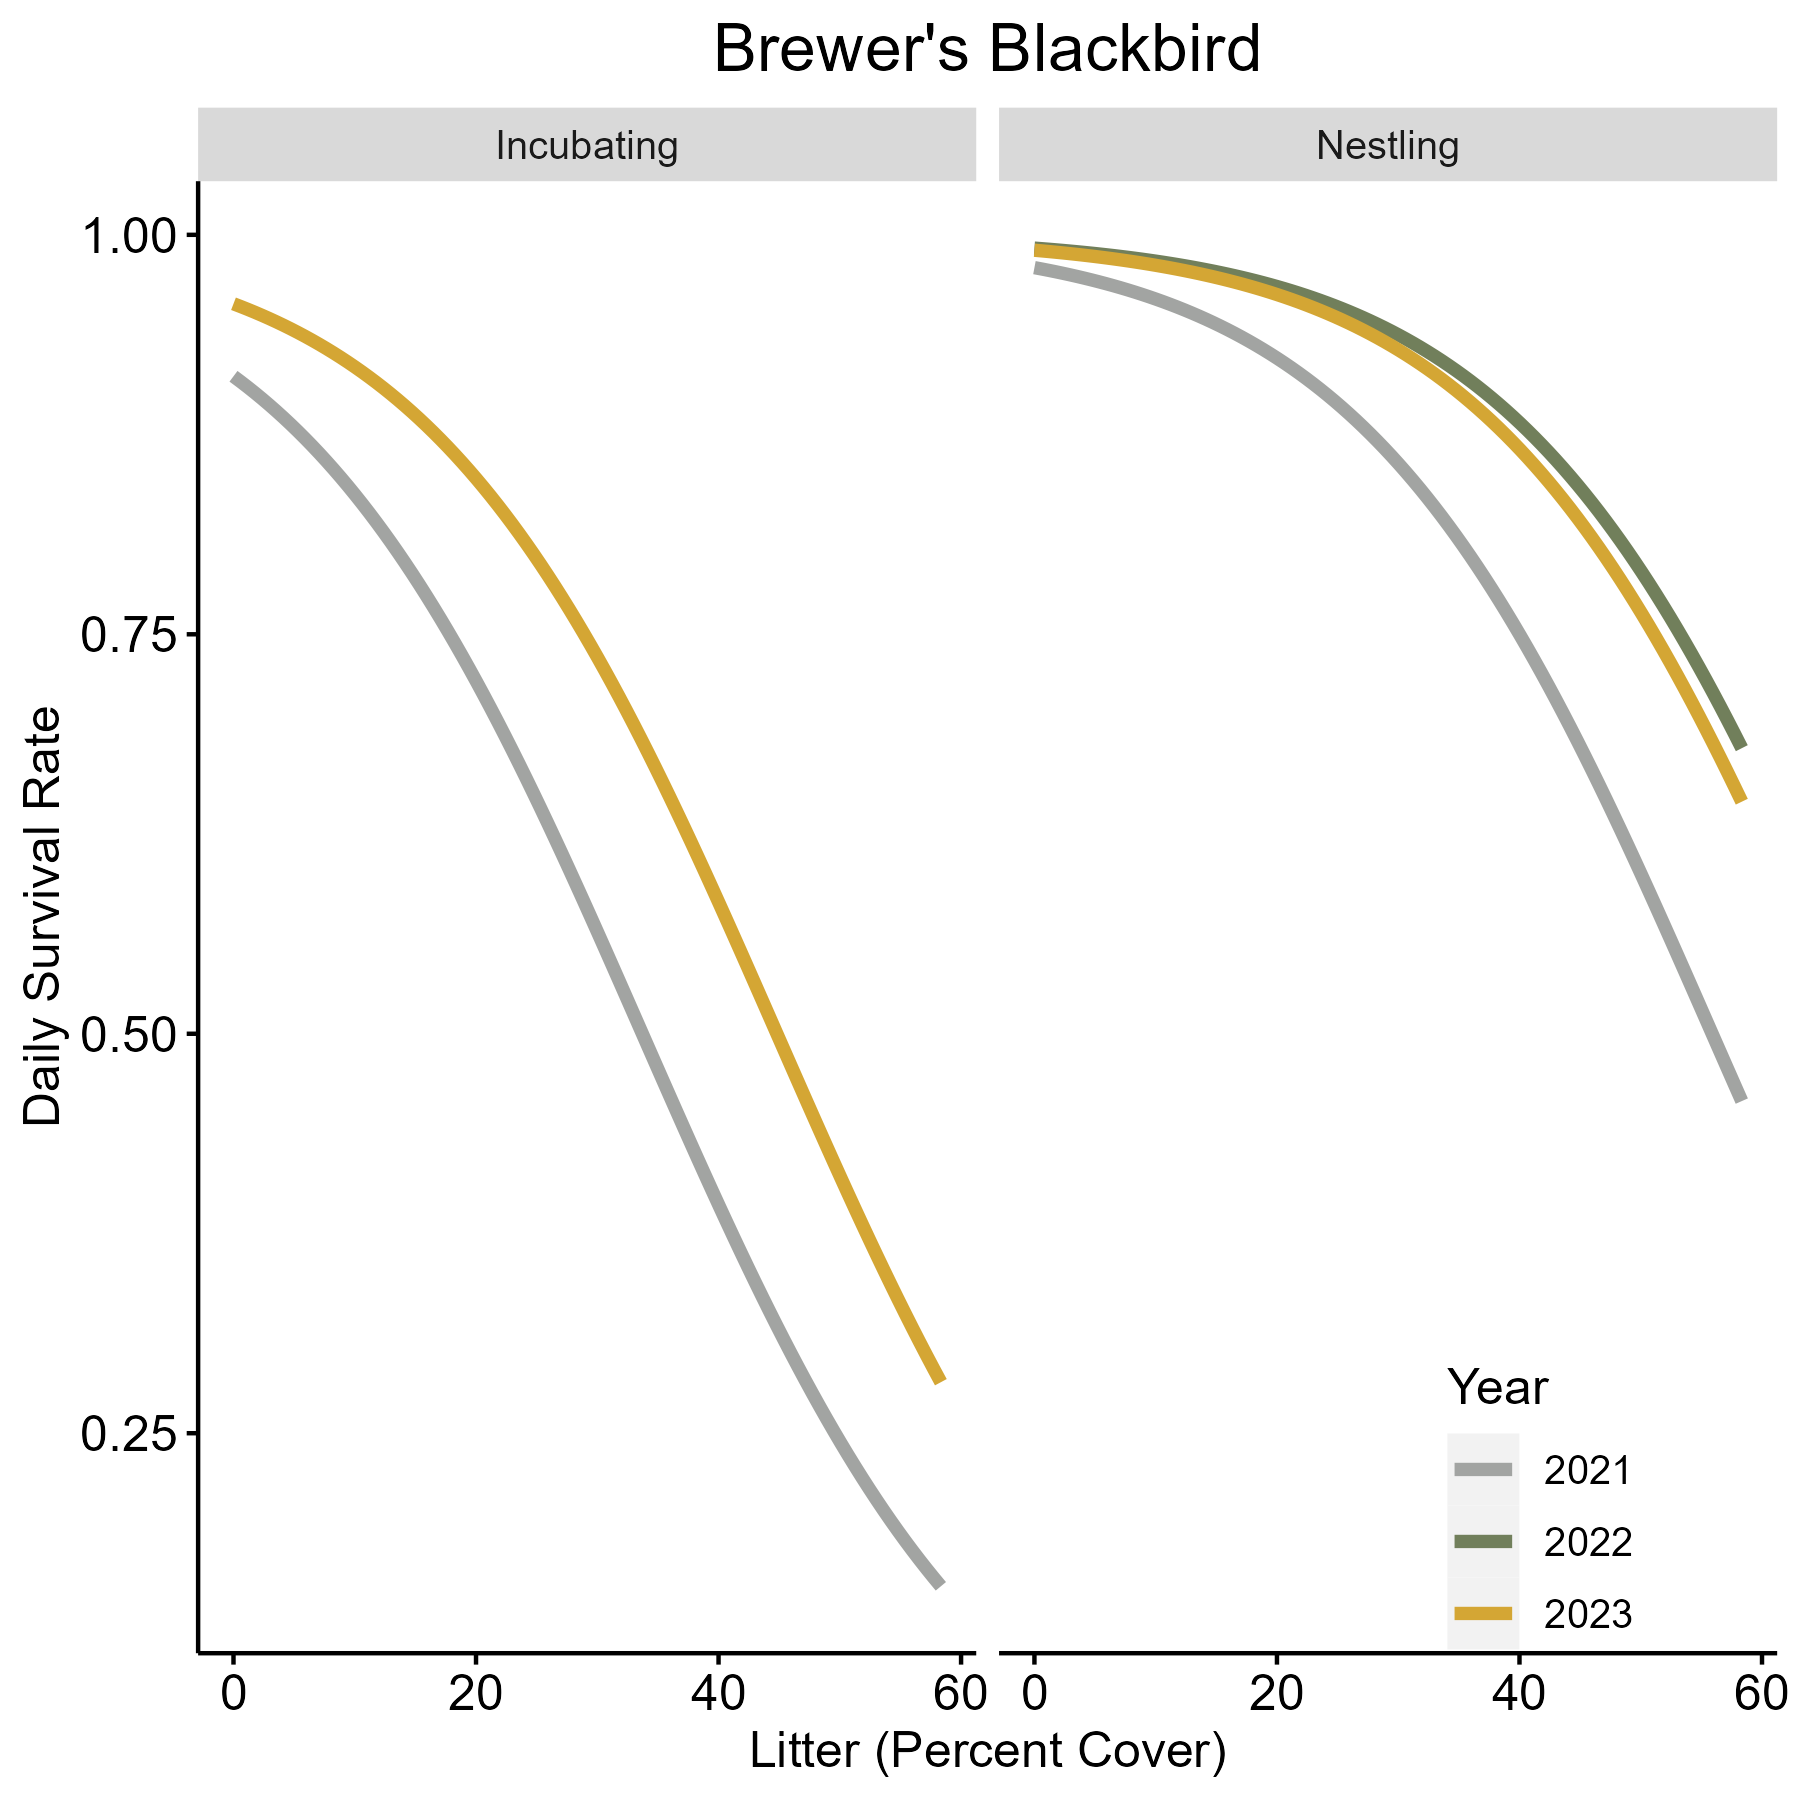 Brewer's Blackbird
Incubating
Nestling
1.00
0.75
0.50
0.25
Daily Survival Rate
0
20
40
60
0
20
40
60
Litter (Percent Cover)
Year
2021
2022
2023